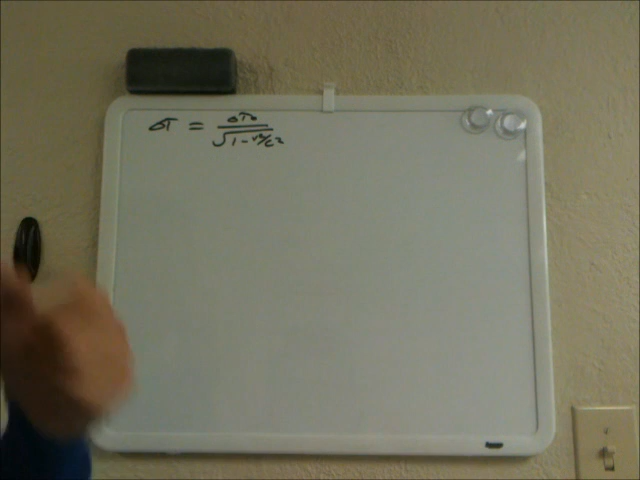 ΔT = ΔT₀ / √(1 - v²/c²)